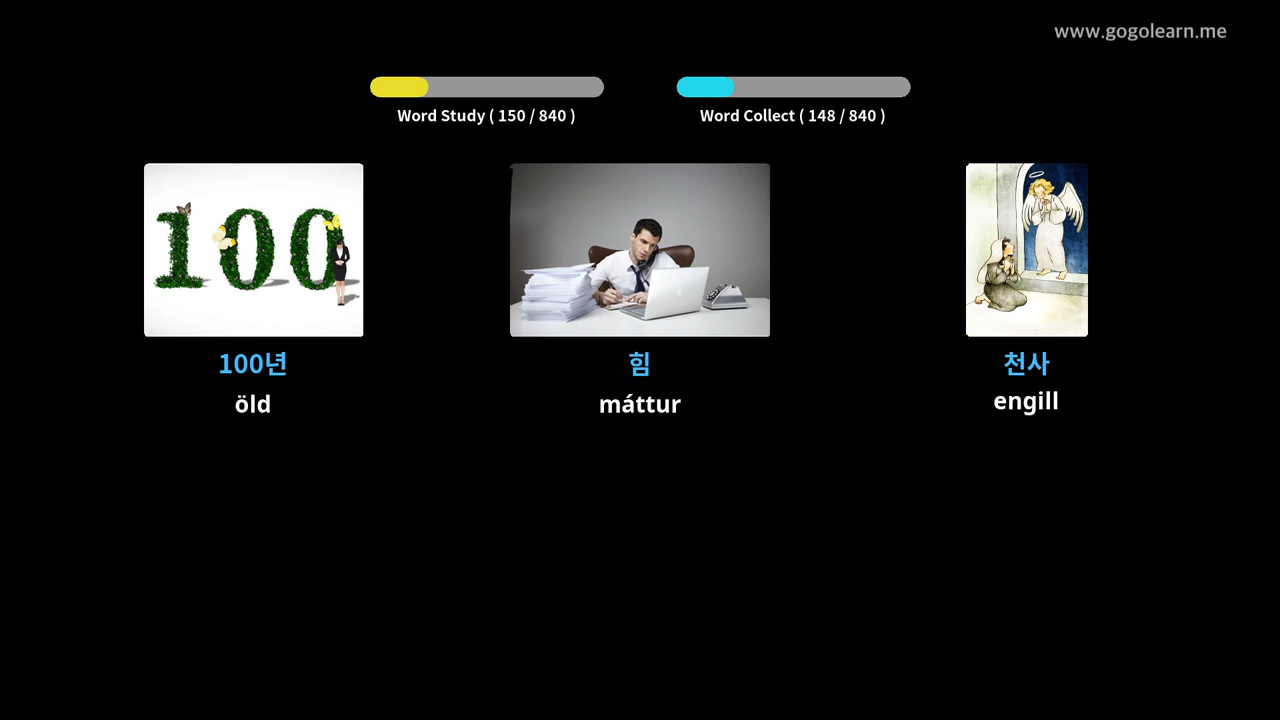 www.gogolearn.me
Word Study ( 150 / 840 )
Word Collect ( 148 / 840 )
100년
힘
천사
öld
máttur
engill